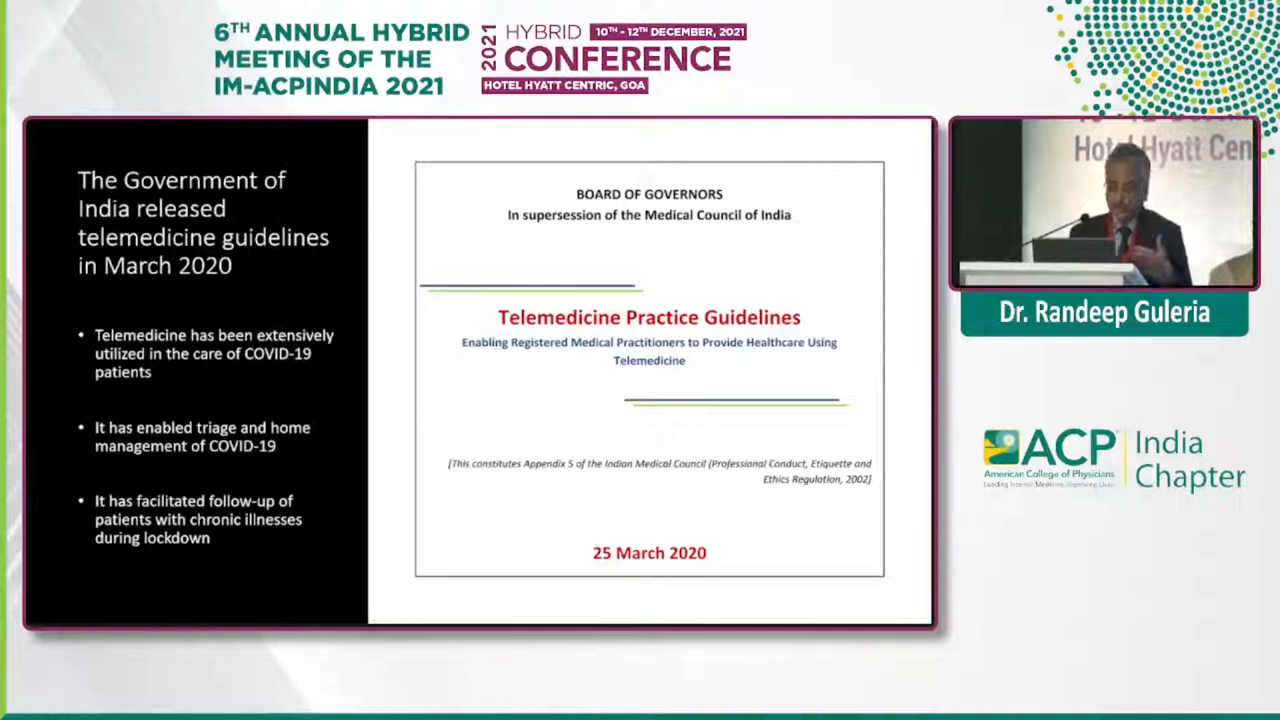 6TH ANNUAL HYBRID
MEETING OF THE
IM-ACPINDIA 2021
2021
HYBRID 10TH - 12TH DECEMBER, 2021
CONFERENCE
HOTEL HYATT CENTRIC, GOA
The Government of
India released
telemedicine guidelines
in March 2020
• Telemedicine has been extensively
utilized in the care of COVID-19
patients
• It has enabled triage and home
management of COVID-19
• It has facilitated follow-up of
patients with chronic illnesses
during lockdown
BOARD OF GOVERNORS
In supersession of the Medical Council of India
Telemedicine Practice Guidelines
Enabling Registered Medical Practitioners to Provide Healthcare Using
Telemedicine
[This constitutes Appendix 5 of the Indian Medical Council (Professional Conduct, Etiquette and
Ethics Regulation, 2002]
25 March 2020
Hotel Hyatt Cen
Dr. Randeep Guleria
ACP
American College of Physicians
Leading Internal Medicine, Improving Lives
India
Chapter